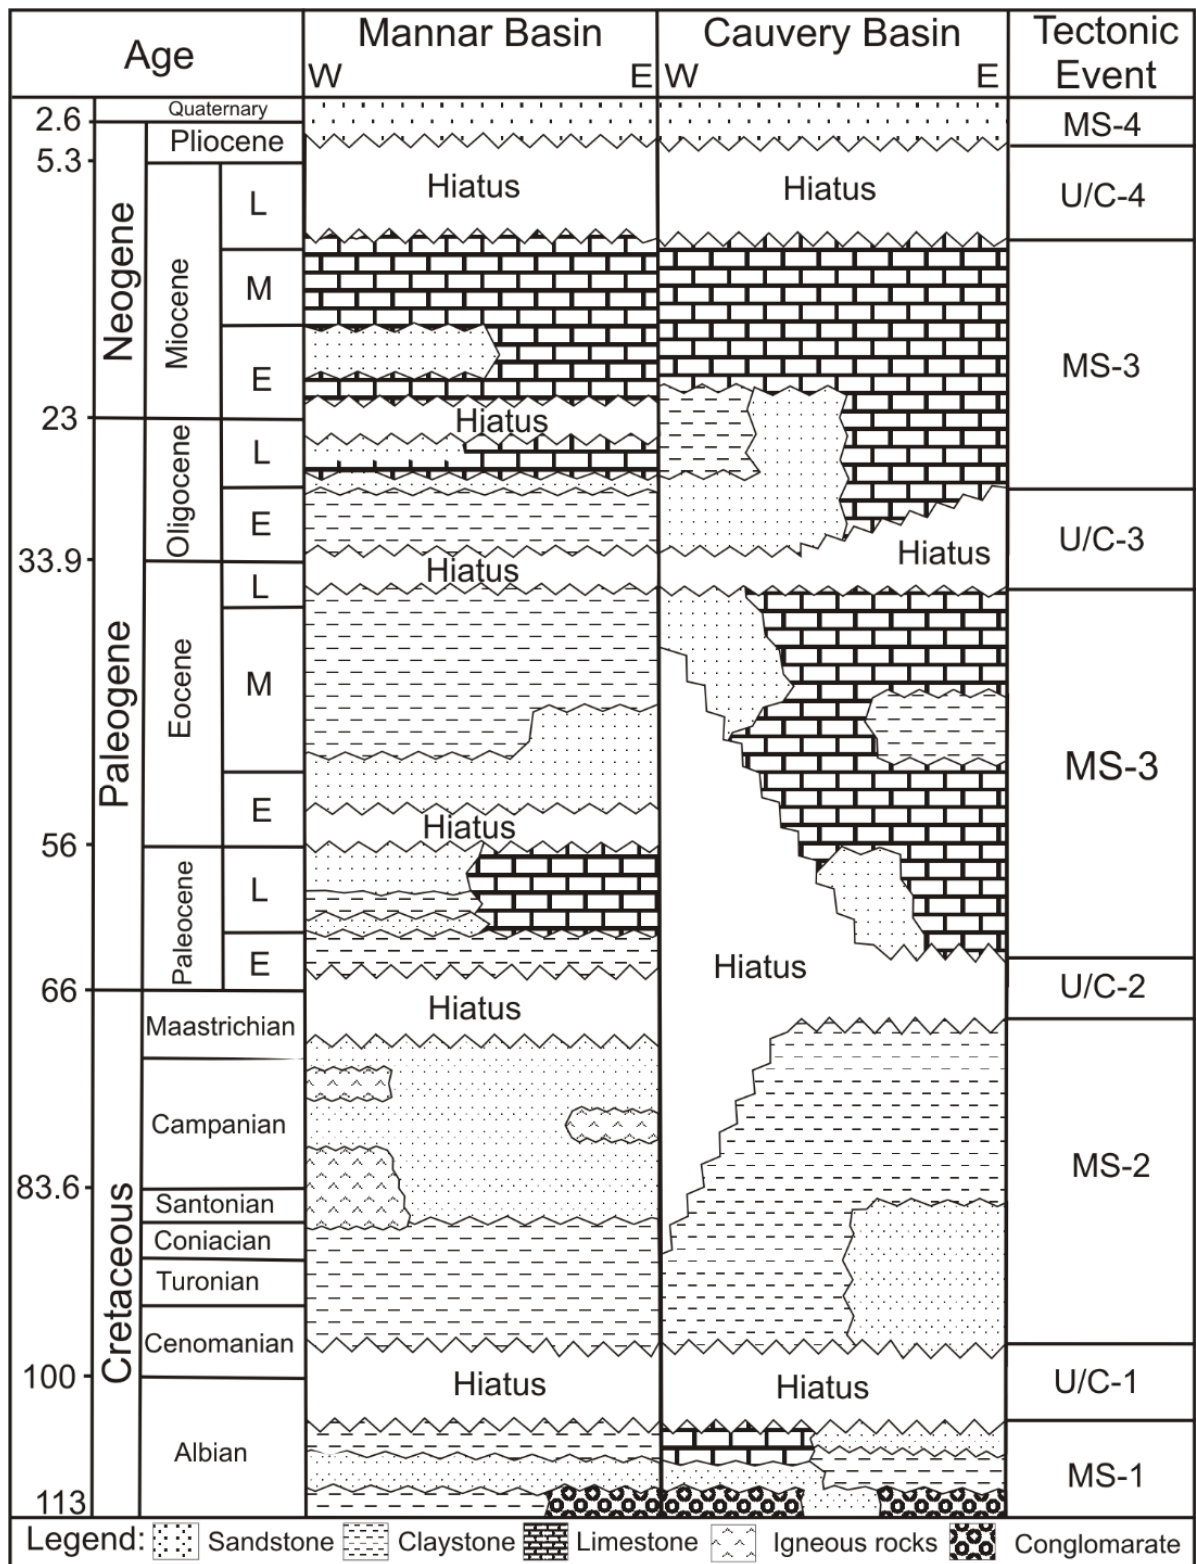 Age
Mannar Basin
W E
Cauvery Basin
W E
Tectonic
Event
2.6
5.3
23
33.9
56
66
83.6
100
113
Neogene
Paleogene
Cretaceous
Quaternary
Pliocene
Miocene
L
M
E
Oligocene
L
E
Eocene
L
M
E
Paleocene
L
E
Maastrichian
Campanian
Santonian
Coniacian
Turonian
Cenomanian
Albian
Hiatus
Hiatus
Hiatus
Hiatus
Hiatus
Hiatus
Hiatus
Hiatus
Hiatus
Hiatus
MS-4
U/C-4
MS-3
U/C-3
MS-3
U/C-2
MS-2
U/C-1
MS-1
Legend: Sandstone Claystone Limestone Igneous rocks Conglomarate